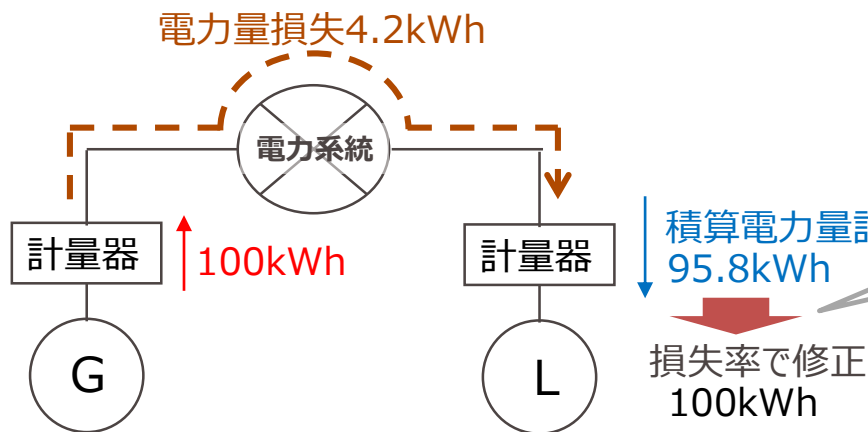 電力量損失4.2kWh
電力系統
計量器
100kWh
計量器
積算電力量
95.8kWh
G
L
損失率で修正
100kWh